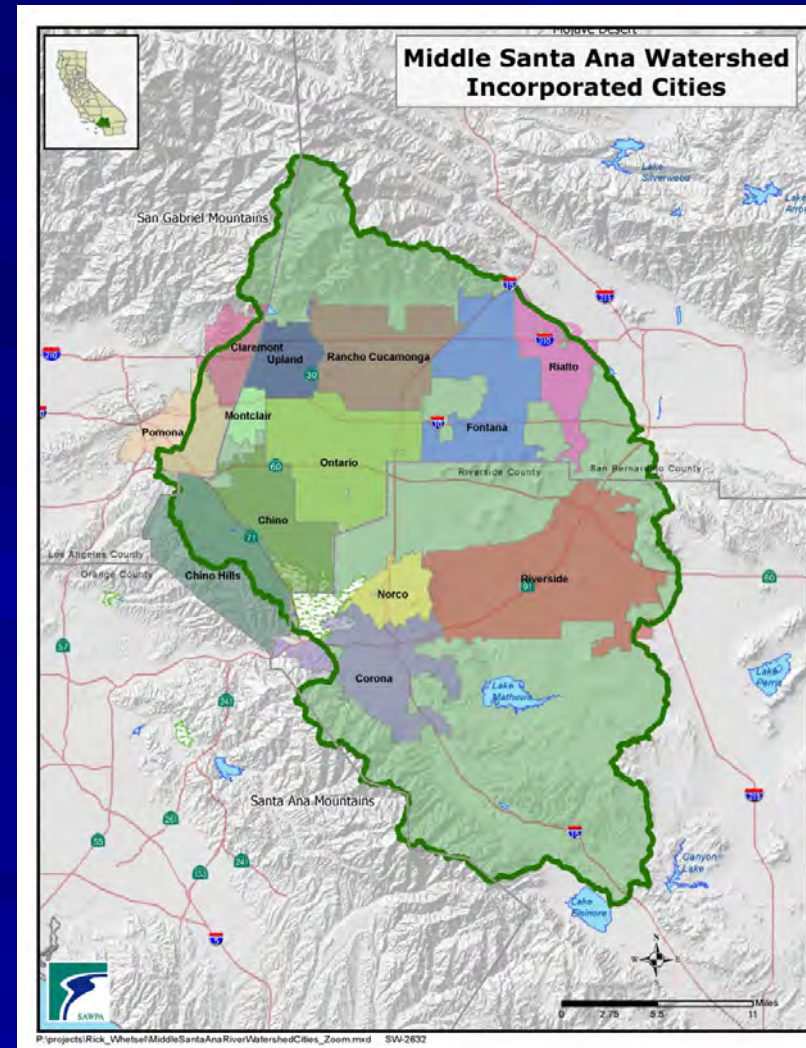 Mojave Desert
Middle Santa Ana Watershed
Incorporated Cities
Lake
Silverwood
Lake
San Gabriel Mountains
15
215
210
Claremont
Upland
Rancho Cucamonga
210
Rialto
30
Montclair
10
Fontana
Pomona
Ontario
60
Riverside County
San Bernardino County
Chino
71
Los Angeles County
Orange County
Chino Hills
Norco
Riverside
91
60
57
Corona
Lake
Mathews
Lake
Perris
241
Santa Ana Mountains
215
15
55
261
241
133
Canyon
Lake
Lake
Elsinore
5
W
E
SAWPA
Miles
0 2.75 5.5 11
P:\projects\Rick_Whetsel\MiddleSantaAnaRiverWatershedCities_Zoom.mxd SW-2632